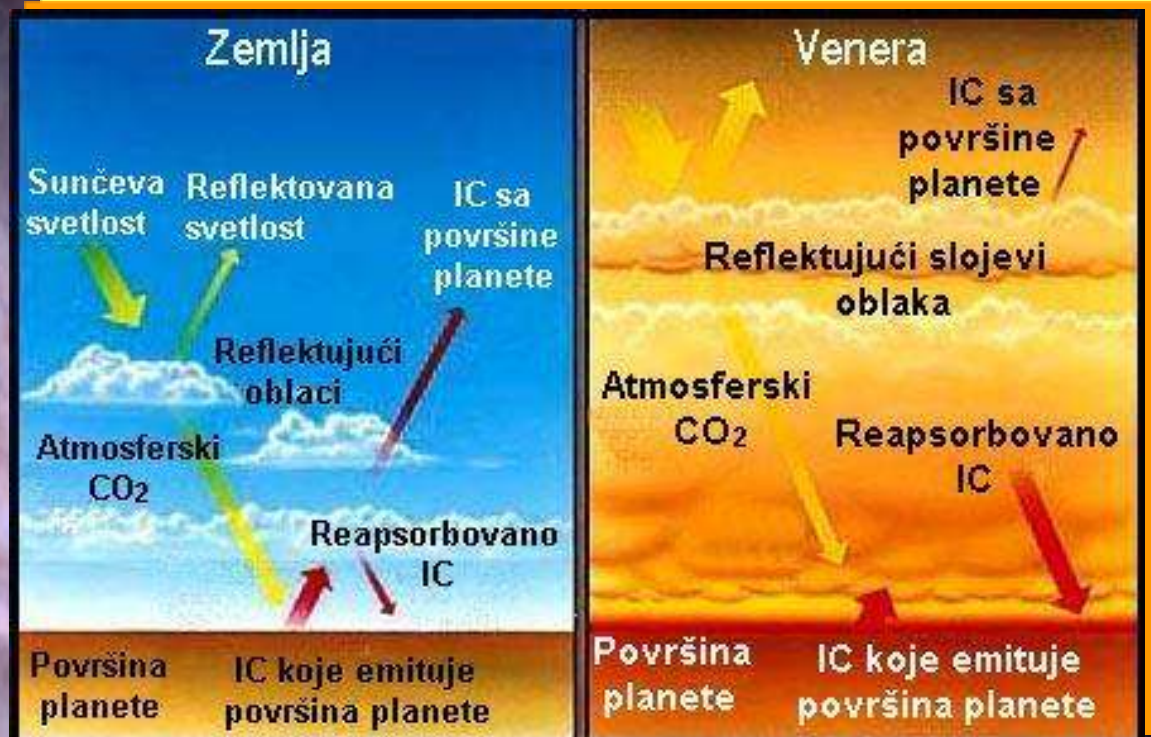 Zemlja
Sunčeva
svetlost
Reflektovana
svetlost
IC sa
površine
planete
Reflektujući
oblaci
Atmosferski
CO₂
Reapsorbovano
IC
Površina
planete
IC koje emituje
površina planete
Venera
IC sa
površine
planete
Reflektujući slojevi
oblaka
Atmosferski
CO₂
Reapsorbovano
IC
Površina
planete
IC koje emituje
površina planete